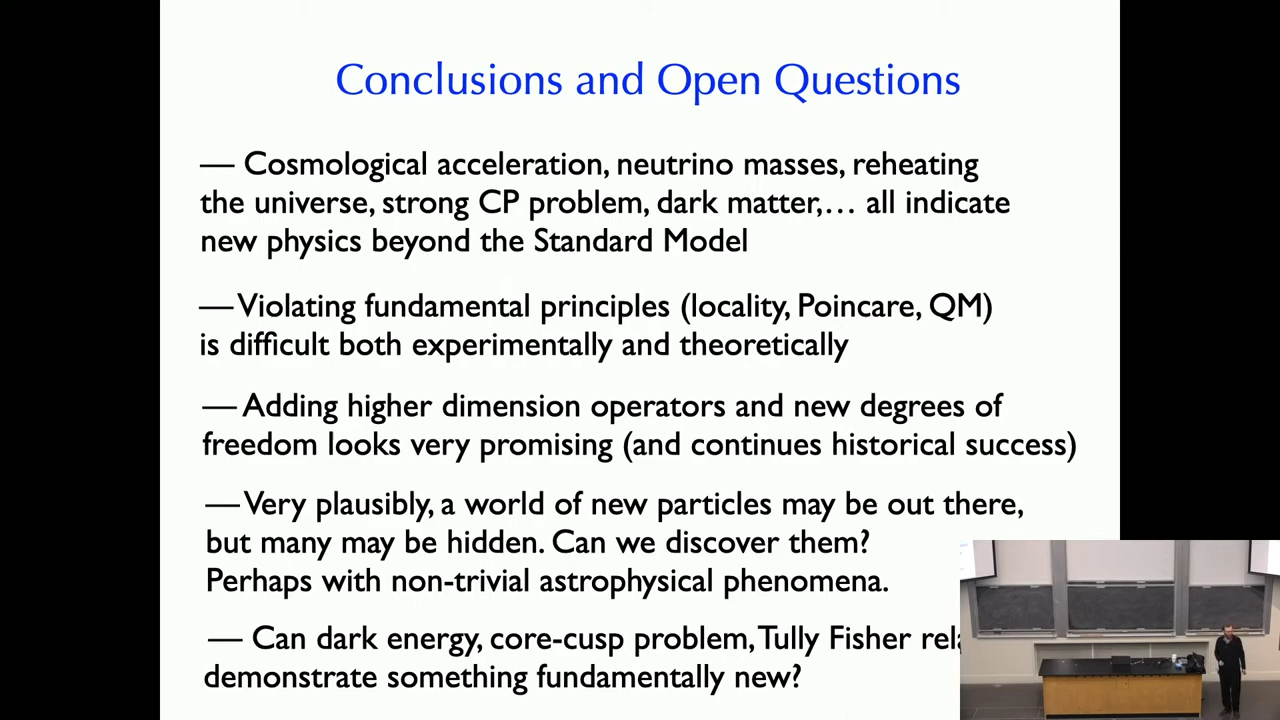 Conclusions and Open Questions
— Cosmological acceleration, neutrino masses, reheating
the universe, strong CP problem, dark matter,… all indicate
new physics beyond the Standard Model
— Violating fundamental principles (locality, Poincare, QM)
is difficult both experimentally and theoretically
— Adding higher dimension operators and new degrees of
freedom looks very promising (and continues historical success)
— Very plausibly, a world of new particles may be out there,
but many may be hidden. Can we discover them?
Perhaps with non-trivial astrophysical phenomena.
— Can dark energy, core-cusp problem, Tully Fisher
demonstrate something fundamentally new?